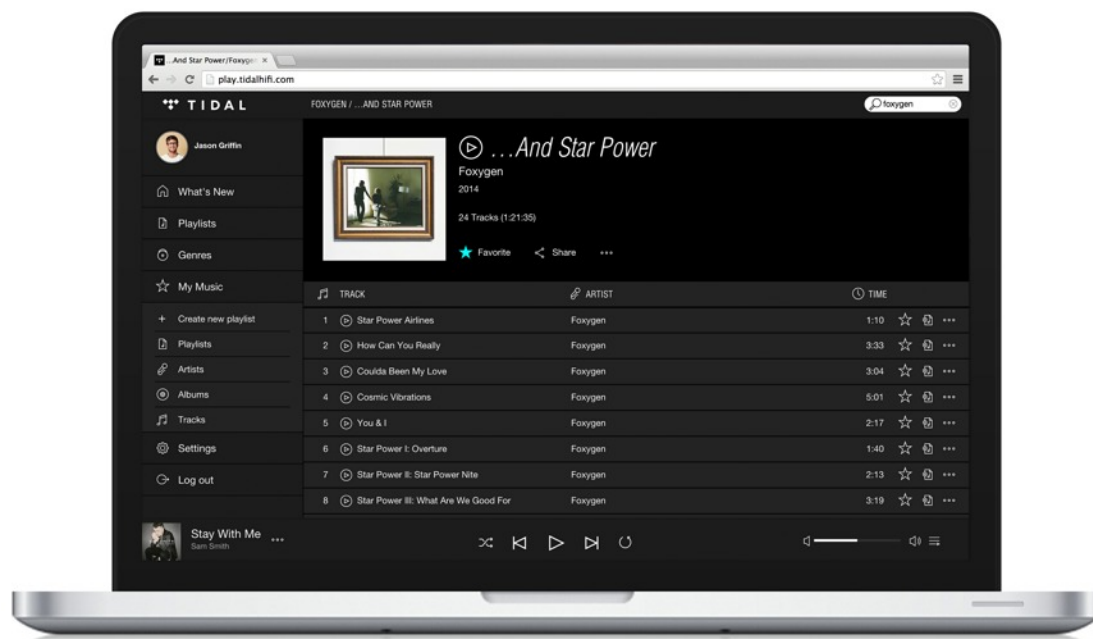 ...And Star Power/Foxyge
play.tidalhifi.com
TIDAL
FOXYGEN / ...AND STAR POWER
foxygen
Jason Griffin
What's New
Playlists
Genres
My Music
Create new playlist
Playlists
Artists
Albums
Tracks
Settings
Log out
...And Star Power
Foxygen
2014
24 Tracks (1:21:35)
Favorite Share
TRACK ARTIST TIME
1 Star Power Airlines Foxygen 1:10
2 How Can You Really Foxygen 3:33
3 Coulda Been My Love Foxygen 3:04
4 Cosmic Vibrations Foxygen 5:01
5 You & I Foxygen 2:17
6 Star Power I: Overture Foxygen 1:40
7 Star Power II: Star Power Nite Foxygen 2:13
8 Star Power III: What Are We Good For Foxygen 3:19
Stay With Me
Sam Smith